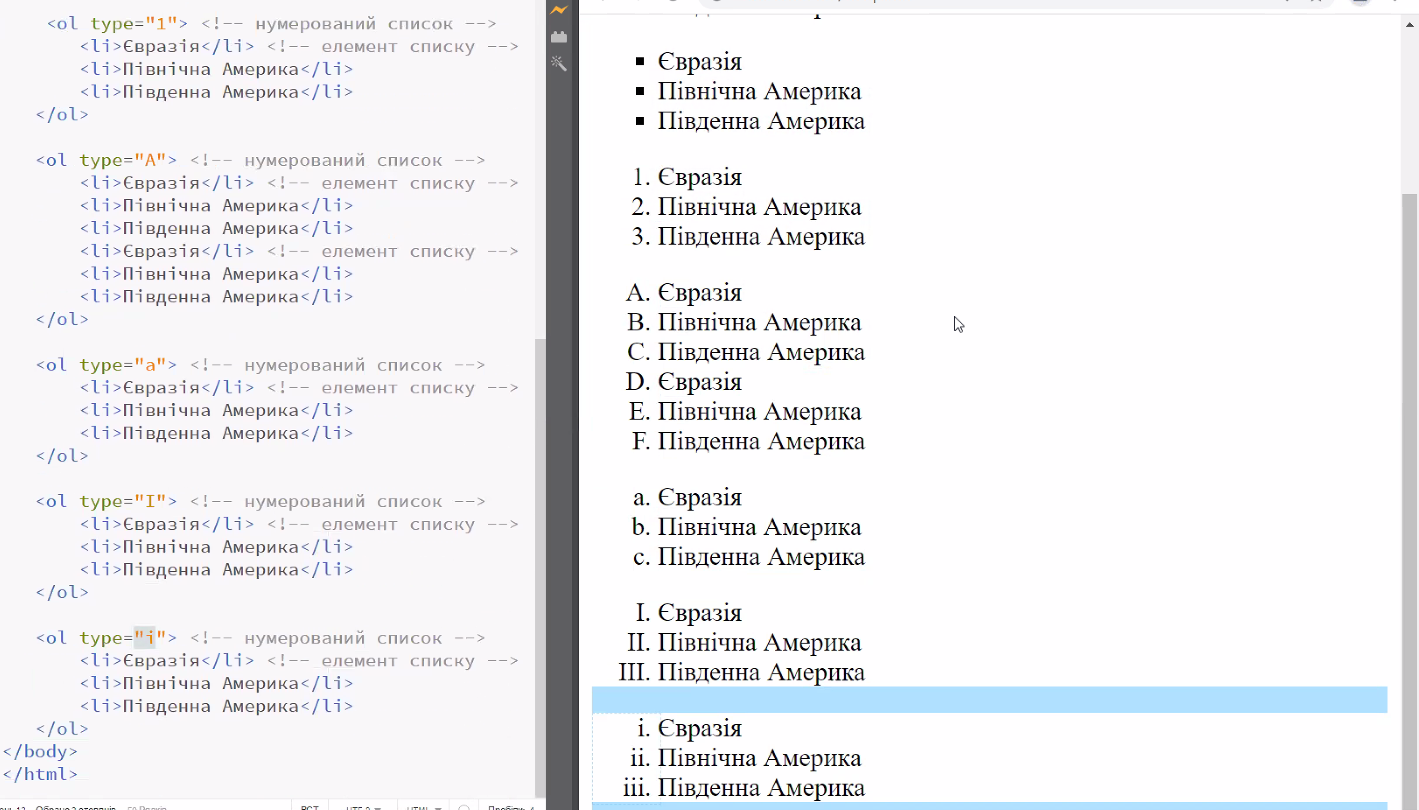 <ol type="1"> <!-- нумерований список -->
<li>Євразія</li> <!-- елемент списку -->
<li>Північна Америка</li>
<li>Південна Америка</li>
</ol>
<ol type="A"> <!-- нумерований список -->
<li>Євразія</li> <!-- елемент списку -->
<li>Північна Америка</li>
<li>Південна Америка</li>
<li>Євразія</li> <!-- елемент списку -->
<li>Північна Америка</li>
<li>Південна Америка</li>
</ol>
<ol type="a"> <!-- нумерований список -->
<li>Євразія</li> <!-- елемент списку -->
<li>Північна Америка</li>
<li>Південна Америка</li>
</ol>
<ol type="I"> <!-- нумерований список -->
<li>Євразія</li> <!-- елемент списку -->
<li>Північна Америка</li>
<li>Південна Америка</li>
</ol>
<ol type="i"> <!-- нумерований список -->
<li>Євразія</li> <!-- елемент списку -->
<li>Північна Америка</li>
<li>Південна Америка</li>
</ol>
</body>
</html>
▪ Євразія
▪ Північна Америка
▪ Південна Америка
1. Євразія
2. Північна Америка
3. Південна Америка
A. Євразія
B. Північна Америка
C. Південна Америка
D. Євразія
E. Північна Америка
F. Південна Америка
a. Євразія
b. Північна Америка
c. Південна Америка
I. Євразія
II. Північна Америка
III. Південна Америка
i. Євразія
ii. Північна Америка
iii. Південна Америка